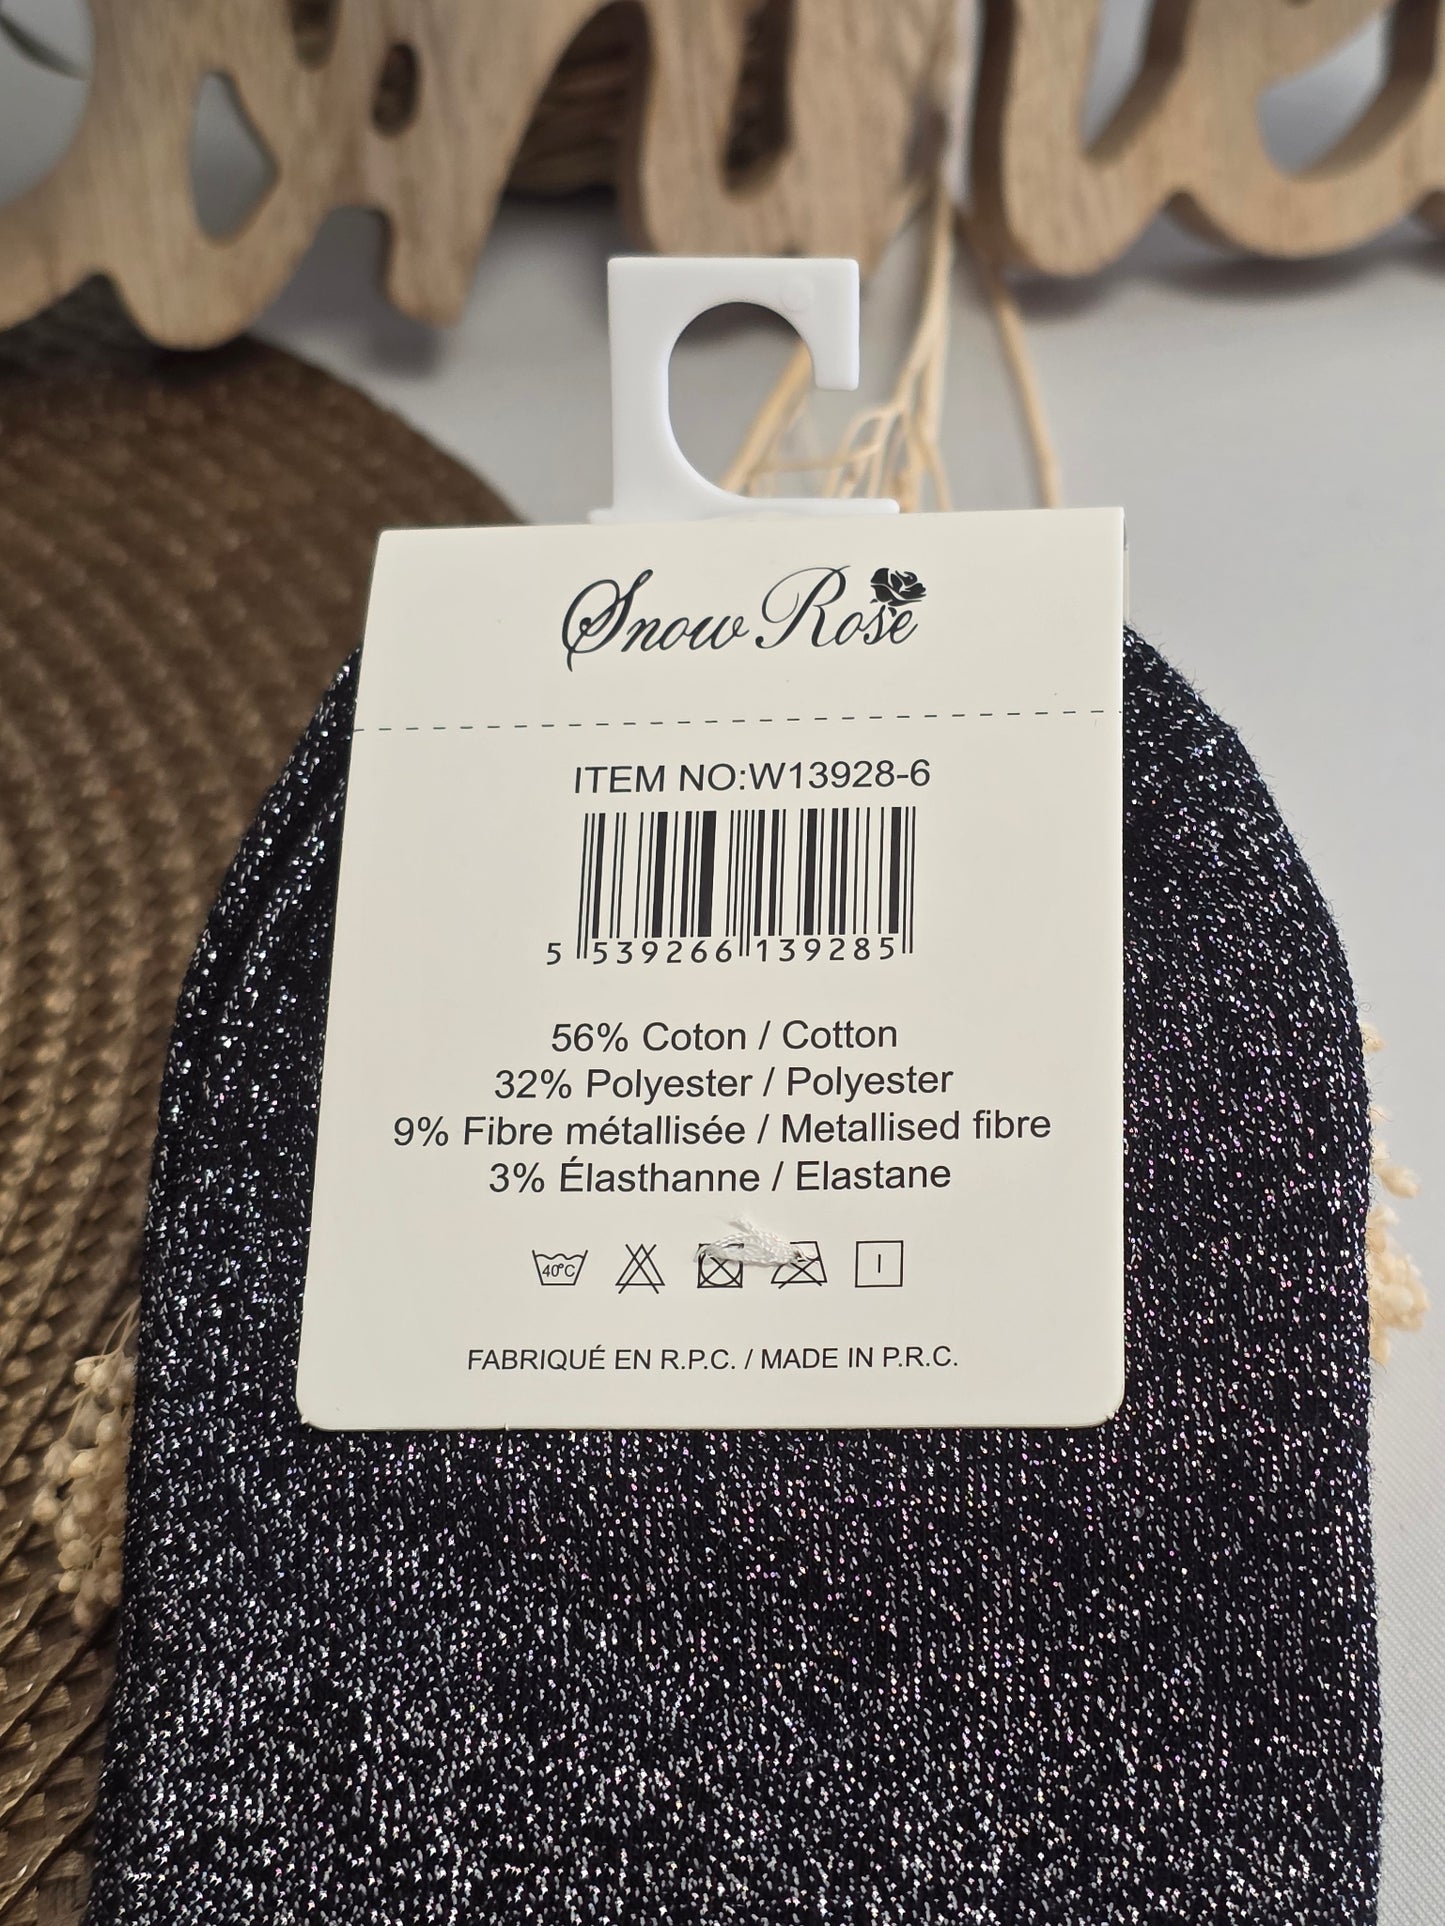 Snow Rose
ITEM NO:W13928-6
5 539266 139285
56% Coton / Cotton
32% Polyester / Polyester
9% Fibre métallisée / Metallised fibre
3% Élasthanne / Elastane
40°C
FABRIQUÉ EN R.P.C. / MADE IN P.R.C.